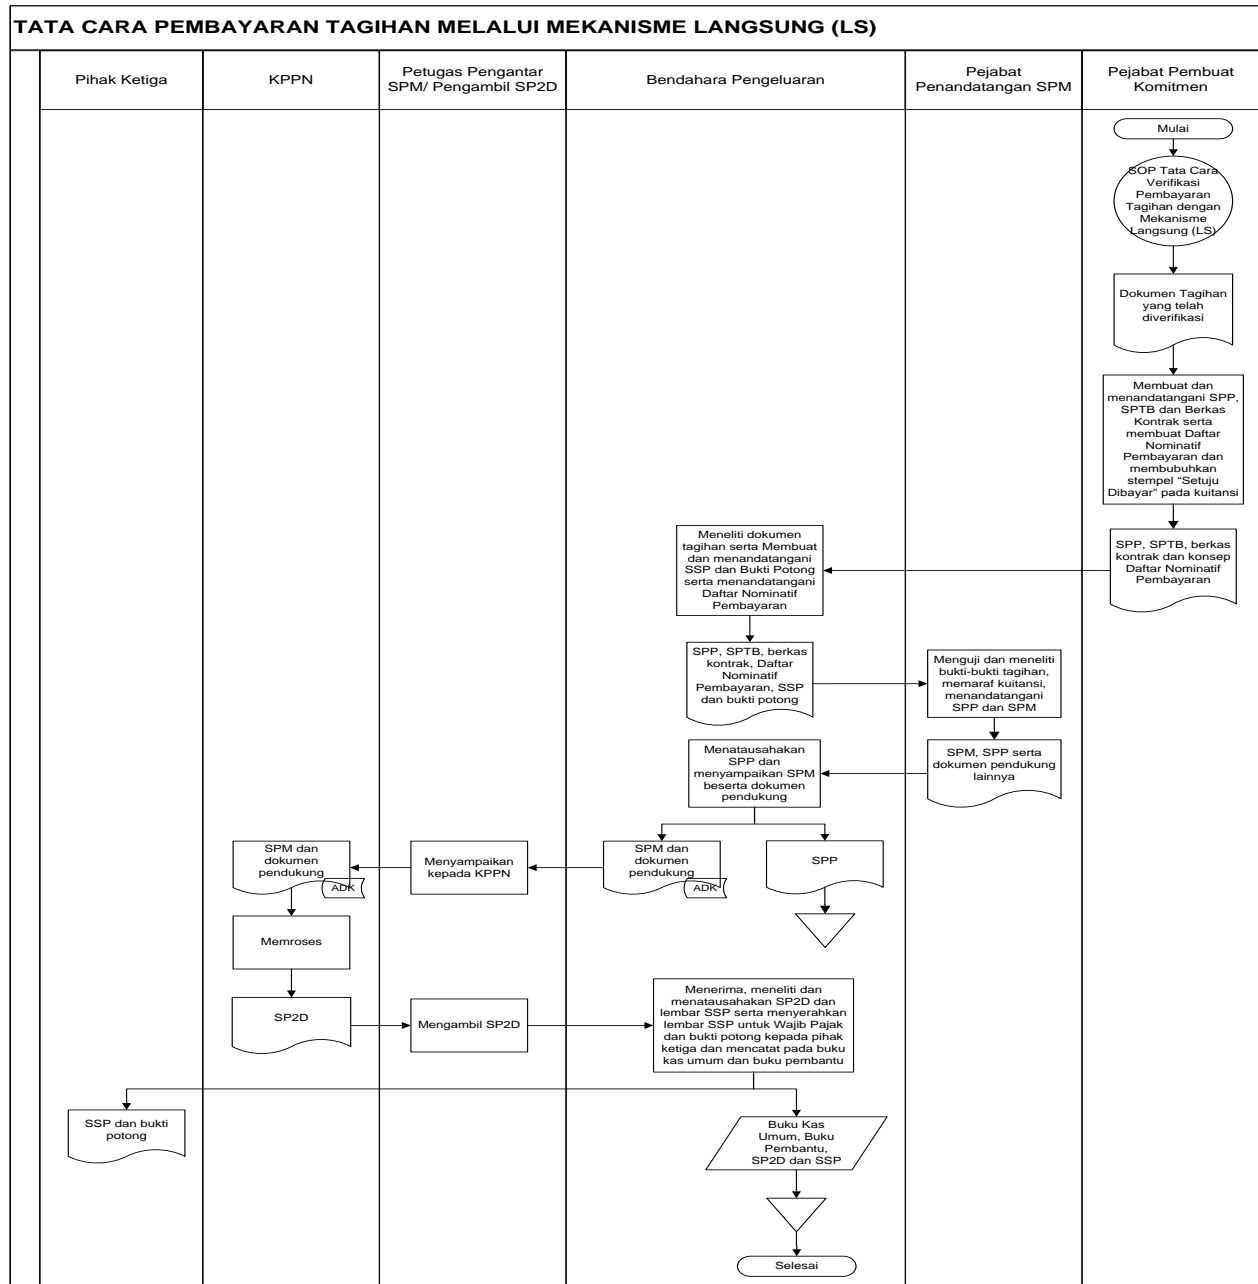 TATA CARA PEMBAYARAN TAGIHAN MELALUI MEKANISME LANGSUNG (LS)
Pihak Ketiga
KPPN
Petugas Pengantar
SPM/ Pengambil SP2D
Bendahara Pengeluaran
Pejabat
Penandatangan SPM
Pejabat Pembuat
Komitmen
Mulai
SOP Tata Cara
Verifikasi
Pembayaran
Tagihan dengan
Mekanisme
Langsung (LS)
Dokumen Tagihan
yang telah
diverifikasi
Membuat dan
menandatangani SPP,
SPTB dan Berkas
Kontrak serta
membuat Daftar
Nominatif
Pembayaran dan
membubuhkan
stempel “Setuju
Dibayar” pada kuitansi
SPP, SPTB, berkas
kontrak dan konsep
Daftar Nominatif
Pembayaran
Meneliti dokumen
tagihan serta Membuat
dan menandatangani
SSP dan Bukti Potong
serta menandatangani
Daftar Nominatif
Pembayaran
SPP, SPTB, berkas
kontrak, Daftar
Nominatif
Pembayaran, SSP
dan bukti potong
Menguji dan meneliti
bukti-bukti tagihan,
memaraf kuitansi,
menandatangani
SPP dan SPM
SPM, SPP serta
dokumen pendukung
lainnya
Menatausahakan
SPP dan
menyampaikan SPM
beserta dokumen
pendukung
SPP
SPM dan
dokumen
pendukung
ADK
Menyampaikan
kepada KPPN
SPM dan
dokumen
pendukung
ADK
Memroses
SP2D
Mengambil SP2D
Menerima, meneliti dan
menatausahakan SP2D dan
lembar SSP serta menyerahkan
lembar SSP untuk Wajib Pajak
dan bukti potong kepada pihak
ketiga dan mencatat pada buku
kas umum dan buku pembantu
SSP dan bukti
potong
Buku Kas
Umum, Buku
Pembantu,
SP2D dan SSP
Selesai